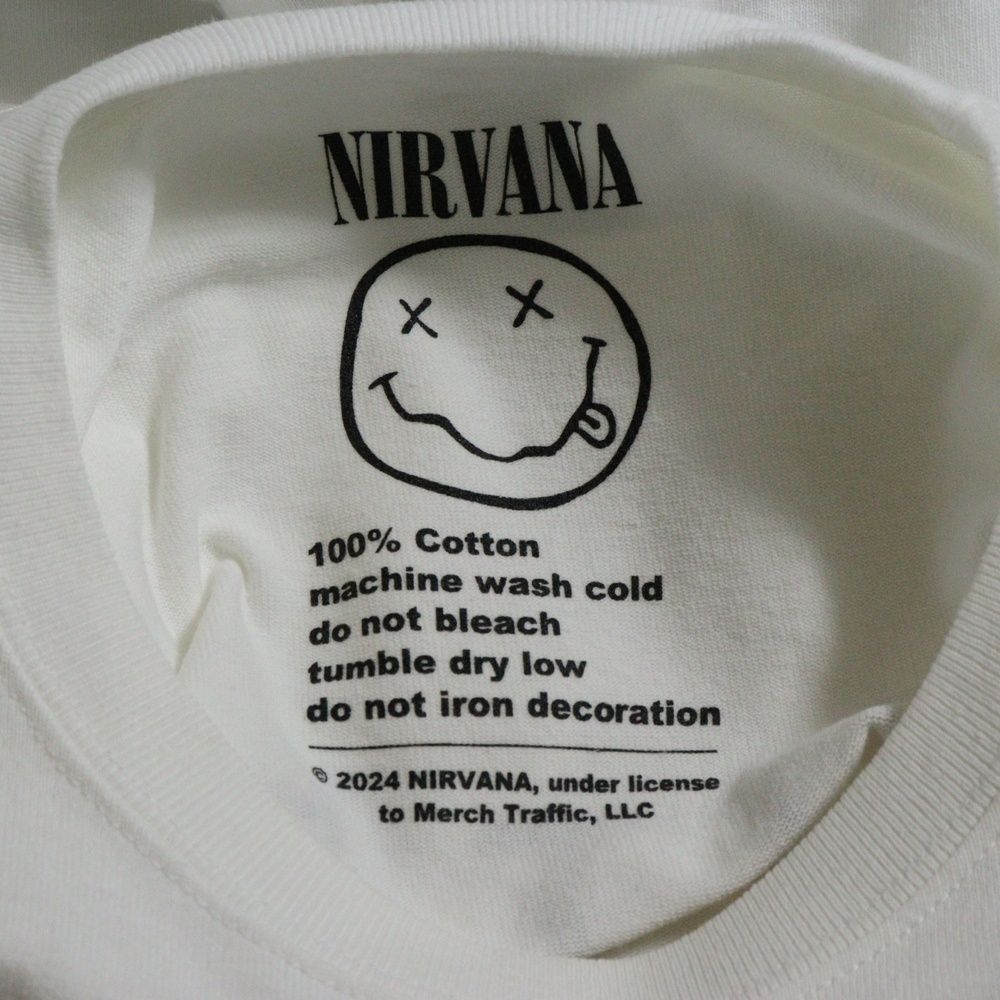 NIRVANA
100% Cotton
machine wash cold
do not bleach
tumble dry low
do not iron decoration
© 2024 NIRVANA, under license
to Merch Traffic, LLC